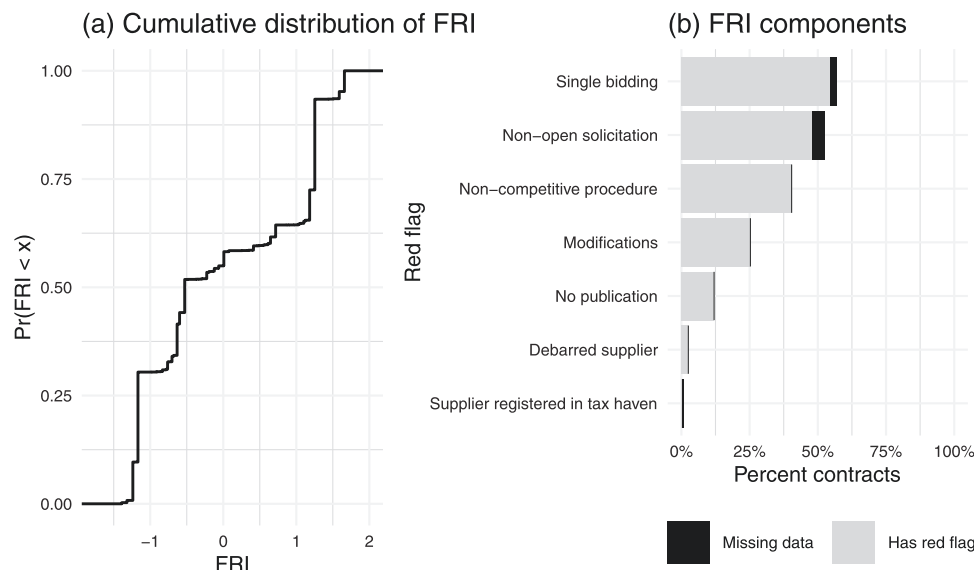 (a) Cumulative distribution of FRI
1.00
0.75
0.50
0.25
0.00
Pr(FRI < x)
−1
0
1
2
FRI
(b) FRI components
Red flag
Single bidding
Non−open solicitation
Non−competitive procedure
Modifications
No publication
Debarred supplier
Supplier registered in tax haven
0%
25%
50%
75%
100%
Percent contracts
Missing data
Has red flag